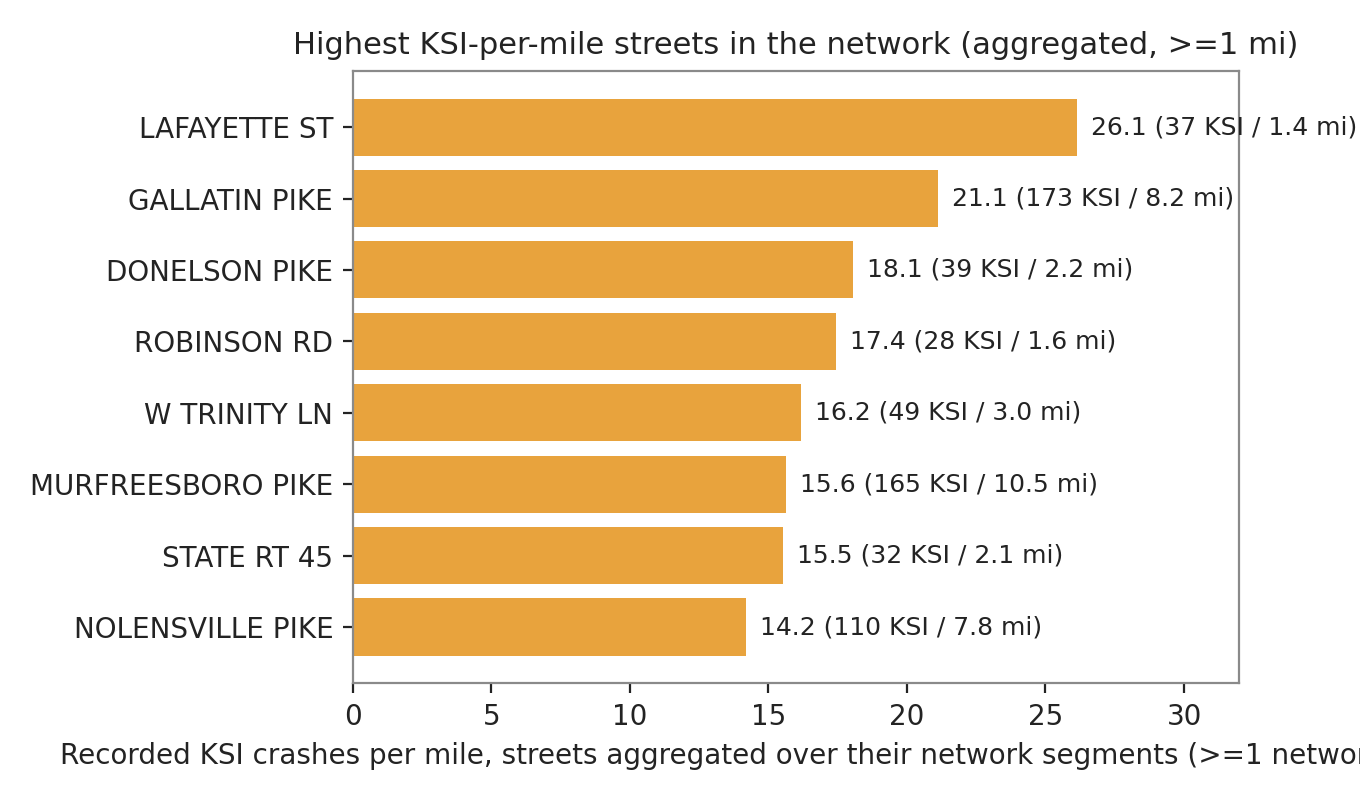 Highest KSI-per-mile streets in the network (aggregated, >=1 mi)
LAFAYETTE ST 26.1 (37 KSI / 1.4 mi)
GALLATIN PIKE 21.1 (173 KSI / 8.2 mi)
DONELSON PIKE 18.1 (39 KSI / 2.2 mi)
ROBINSON RD 17.4 (28 KSI / 1.6 mi)
W TRINITY LN 16.2 (49 KSI / 3.0 mi)
MURFREESBORO PIKE 15.6 (165 KSI / 10.5 mi)
STATE RT 45 15.5 (32 KSI / 2.1 mi)
NOLENSVILLE PIKE 14.2 (110 KSI / 7.8 mi)
0 5 10 15 20 25 30
Recorded KSI crashes per mile, streets aggregated over their network segments (>=1